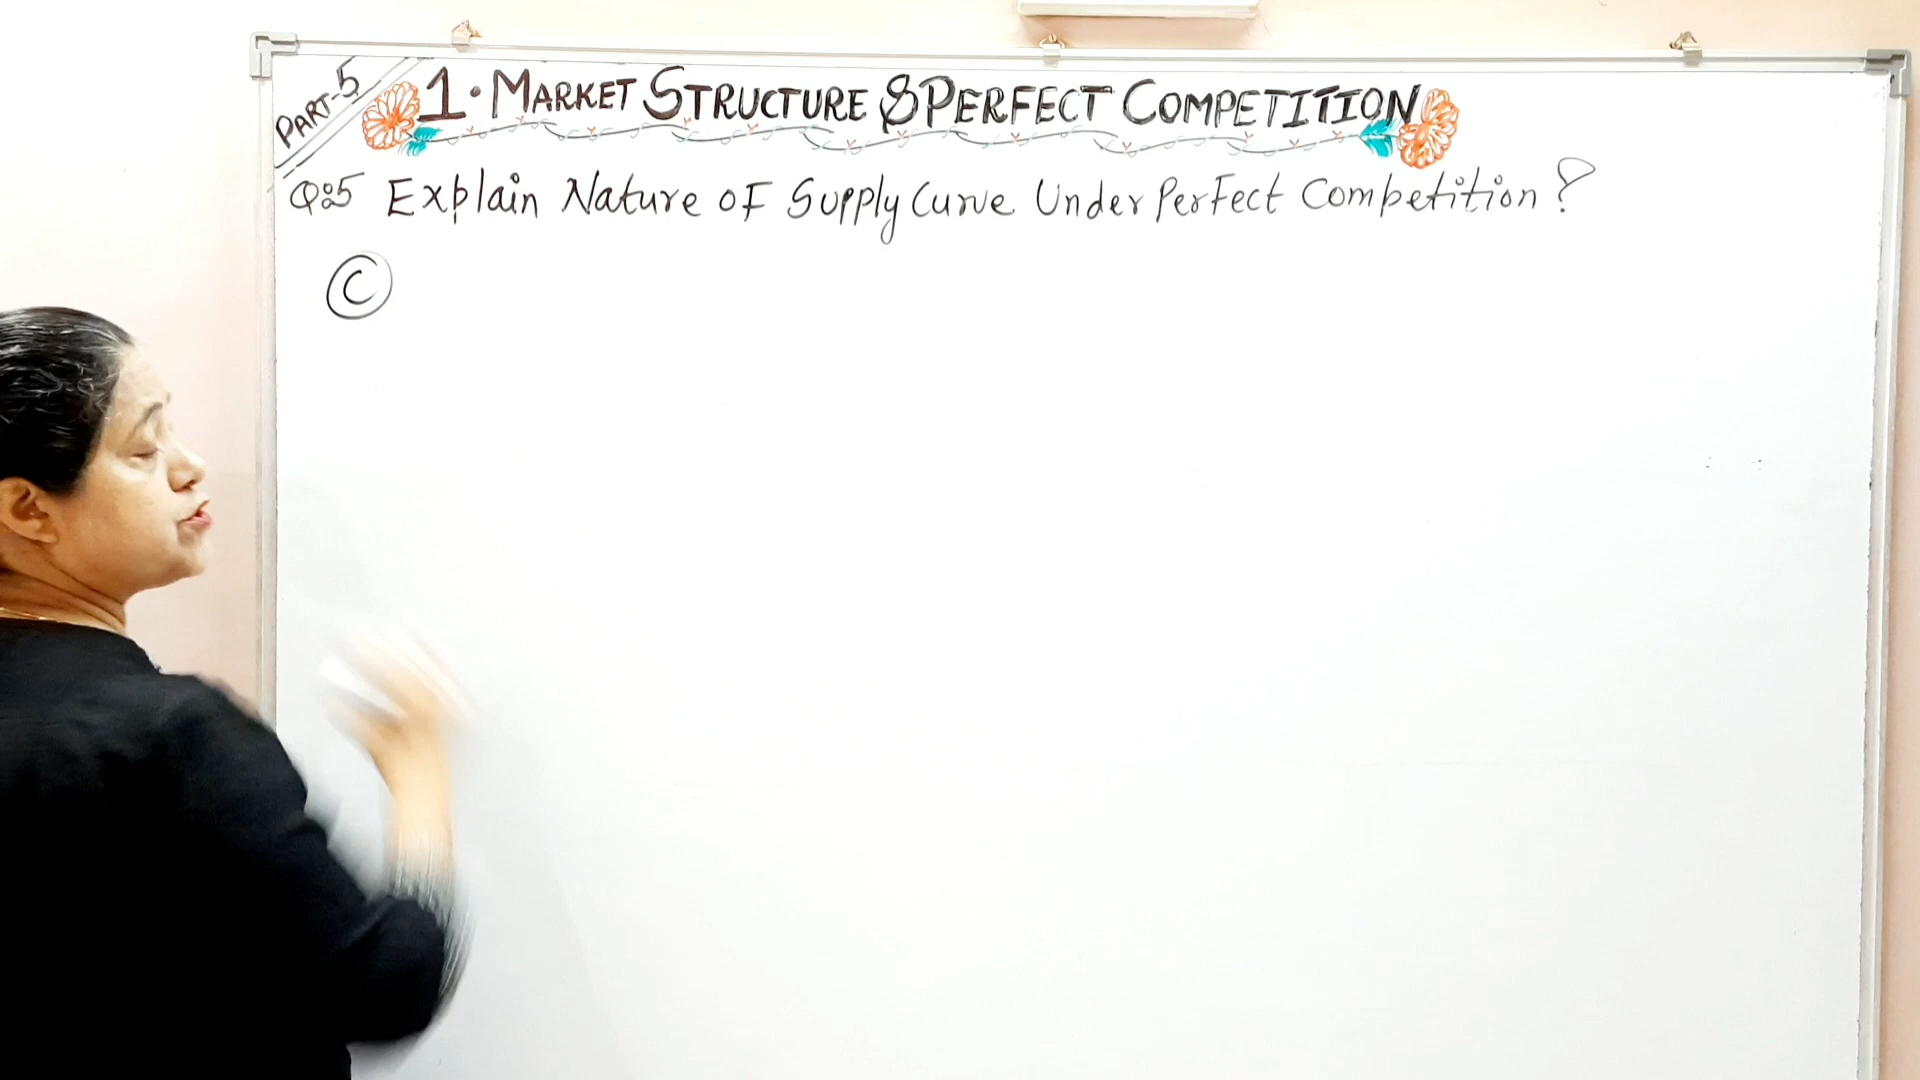 PART-5
1. MARKET STRUCTURE & PERFECT COMPETITION
Q:5 Explain Nature of Supply Curve Under Perfect Competition?
C